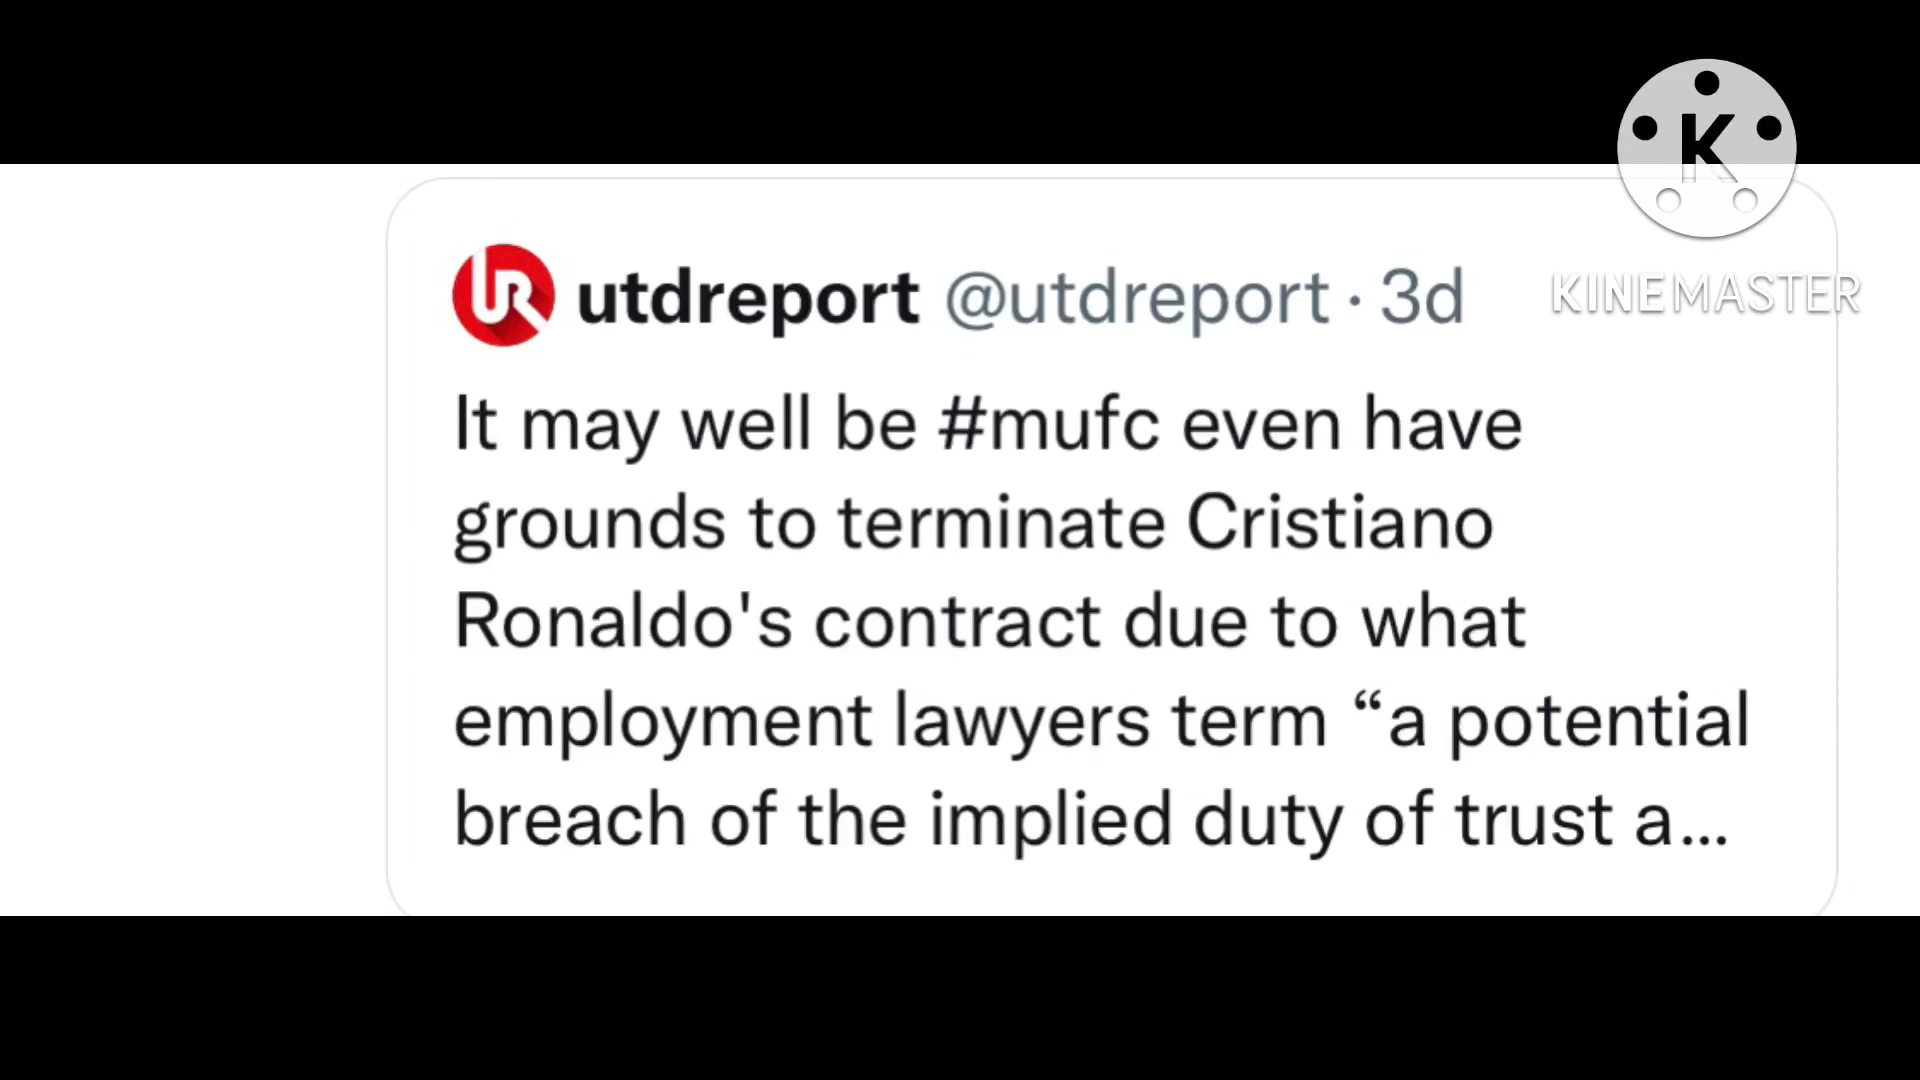 K
KINEMASTER
utdreport @utdreport · 3d
It may well be #mufc even have
grounds to terminate Cristiano
Ronaldo's contract due to what
employment lawyers term “a potential
breach of the implied duty of trust a...